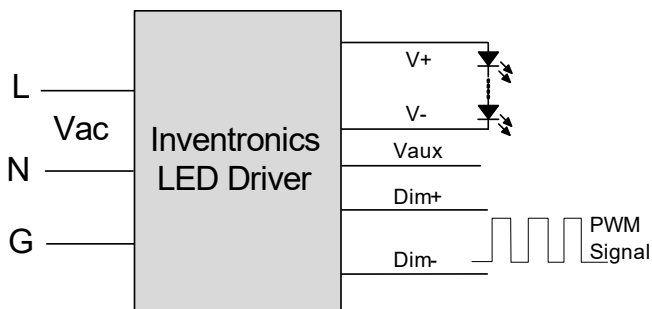 L
Vac
N
G
Inventronics
LED Driver
V+
V-
Vaux
Dim+
Dim-
PWM
Signal